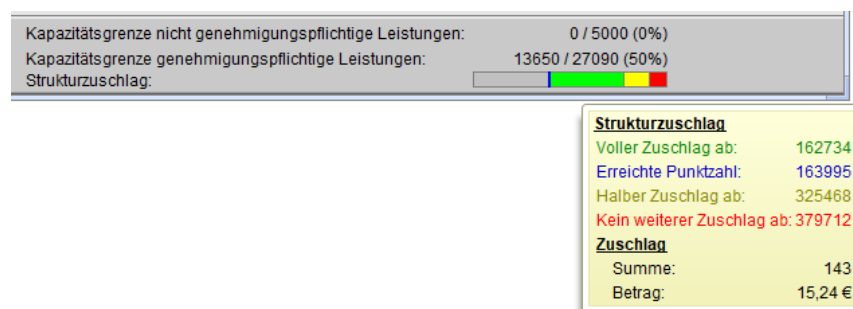 Kapazitätsgrenze nicht genehmigungspflichtige Leistungen: 0 / 5000 (0%)
Kapazitätsgrenze genehmigungspflichtige Leistungen: 13650 / 27090 (50%)
Strukturzuschlag:
Strukturzuschlag
Voller Zuschlag ab: 162734
Erreichte Punktzahl: 163995
Halber Zuschlag ab: 325468
Kein weiterer Zuschlag ab: 379712
Zuschlag
Summe: 143
Betrag: 15,24 €